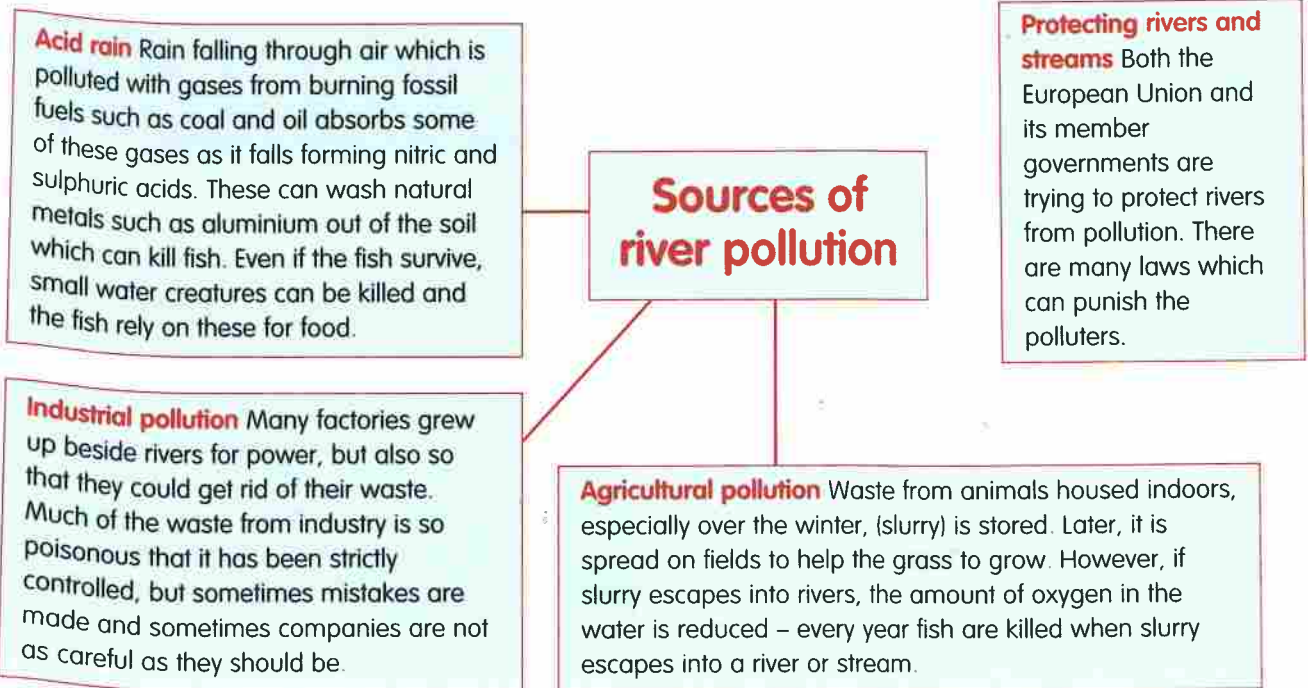 Acid rain Rain falling through air which is
polluted with gases from burning fossil
fuels such as coal and oil absorbs some
of these gases as it falls forming nitric and
sulphuric acids. These can wash natural
metals such as aluminium out of the soil
which can kill fish. Even if the fish survive,
small water creatures can be killed and
the fish rely on these for food.
Sources of
river pollution
Protecting rivers and
streams Both the
European Union and
its member
governments are
trying to protect rivers
from pollution. There
are many laws which
can punish the
polluters.
Industrial pollution Many factories grew
up beside rivers for power, but also so
that they could get rid of their waste.
Much of the waste from industry is so
poisonous that it has been strictly
controlled, but sometimes mistakes are
made and sometimes companies are not
as careful as they should be.
Agricultural pollution Waste from animals housed indoors,
especially over the winter, (slurry) is stored. Later, it is
spread on fields to help the grass to grow. However, if
slurry escapes into rivers, the amount of oxygen in the
water is reduced – every year fish are killed when slurry
escapes into a river or stream.